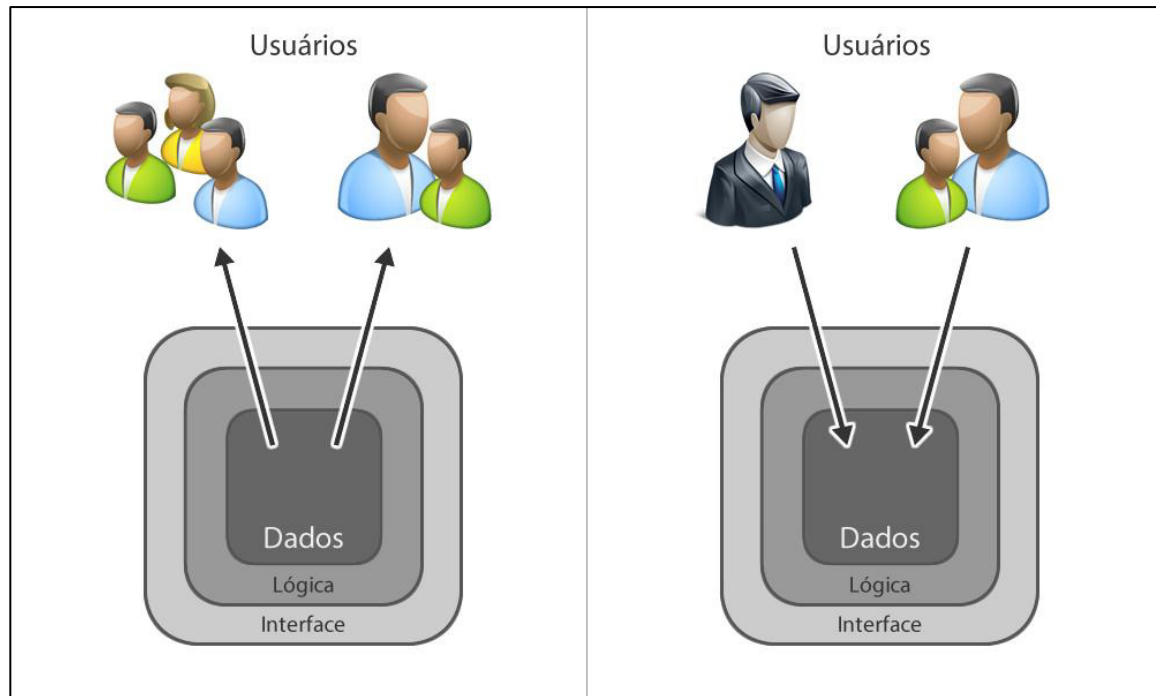 Usuários
Dados
Lógica
Interface
Usuários
Dados
Lógica
Interface